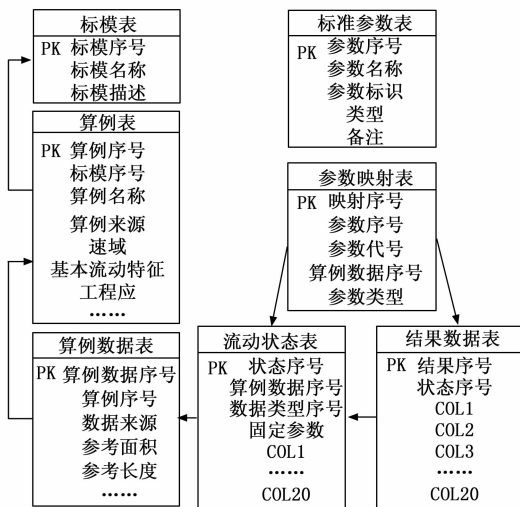 标模表
PK 标模序号
标模名称
标模描述
算例表
PK 算例序号
标模序号
算例名称
算例来源
速域
基本流动特征
工程应
……
算例数据表
PK 算例数据序号
算例序号
数据来源
参考面积
参考长度
……
标准参数表
PK 参数序号
参数名称
参数标识
类型
备注
参数映射表
PK 映射序号
参数序号
参数代号
算例数据序号
参数类型
流动状态表
PK 状态序号
算例数据序号
数据类型序号
固定参数
COL1
……
COL20
结果数据表
PK 结果序号
状态序号
COL1
COL2
COL3
……
COL20